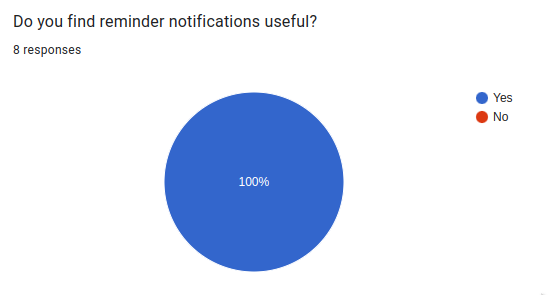 Do you find reminder notifications useful?
8 responses
Yes
No
100%